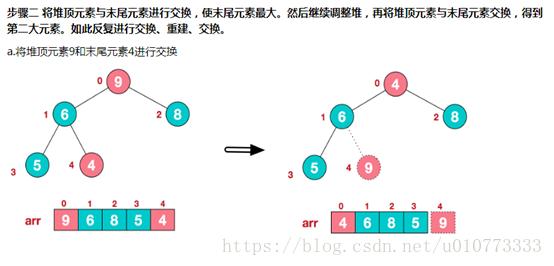 步骤二 将堆顶元素与末尾元素进行交换，使末尾元素最大。然后继续调整堆，再将堆顶元素与末尾元素交换，得到
第二大元素。如此反复进行交换、重建、交换。
a.将堆顶元素9和末尾元素4进行交换
0 9
1 6 2 8
3 5 4 4
0 1 2 3 4
arr 9 6 8 5 4
0 4
1 6 2 8
3 5 4 9
0 1 2 3 4
arr 4 6 8 5 9
https://blog.csdn.net/u010773333